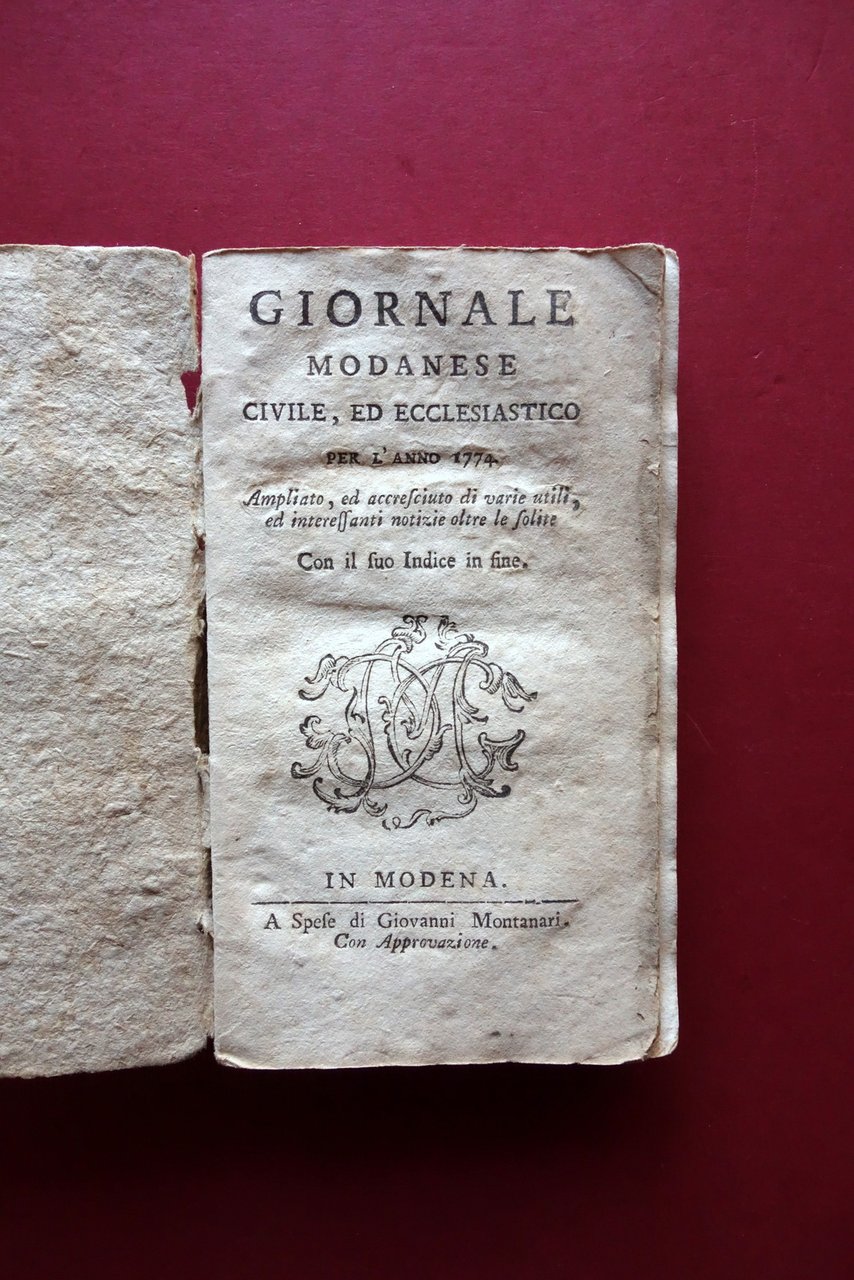 GIORNALE
MODANESE
CIVILE, ED ECCLESIASTICO
PER L'ANNO 1774.
Ampliato, ed accreſciuto di varie utili,
ed intereſſanti notizie oltre le ſolite
Con il ſuo Indice in fine.
IN MODENA.
A Speſe di Giovanni Montanari.
Con Approvazione.